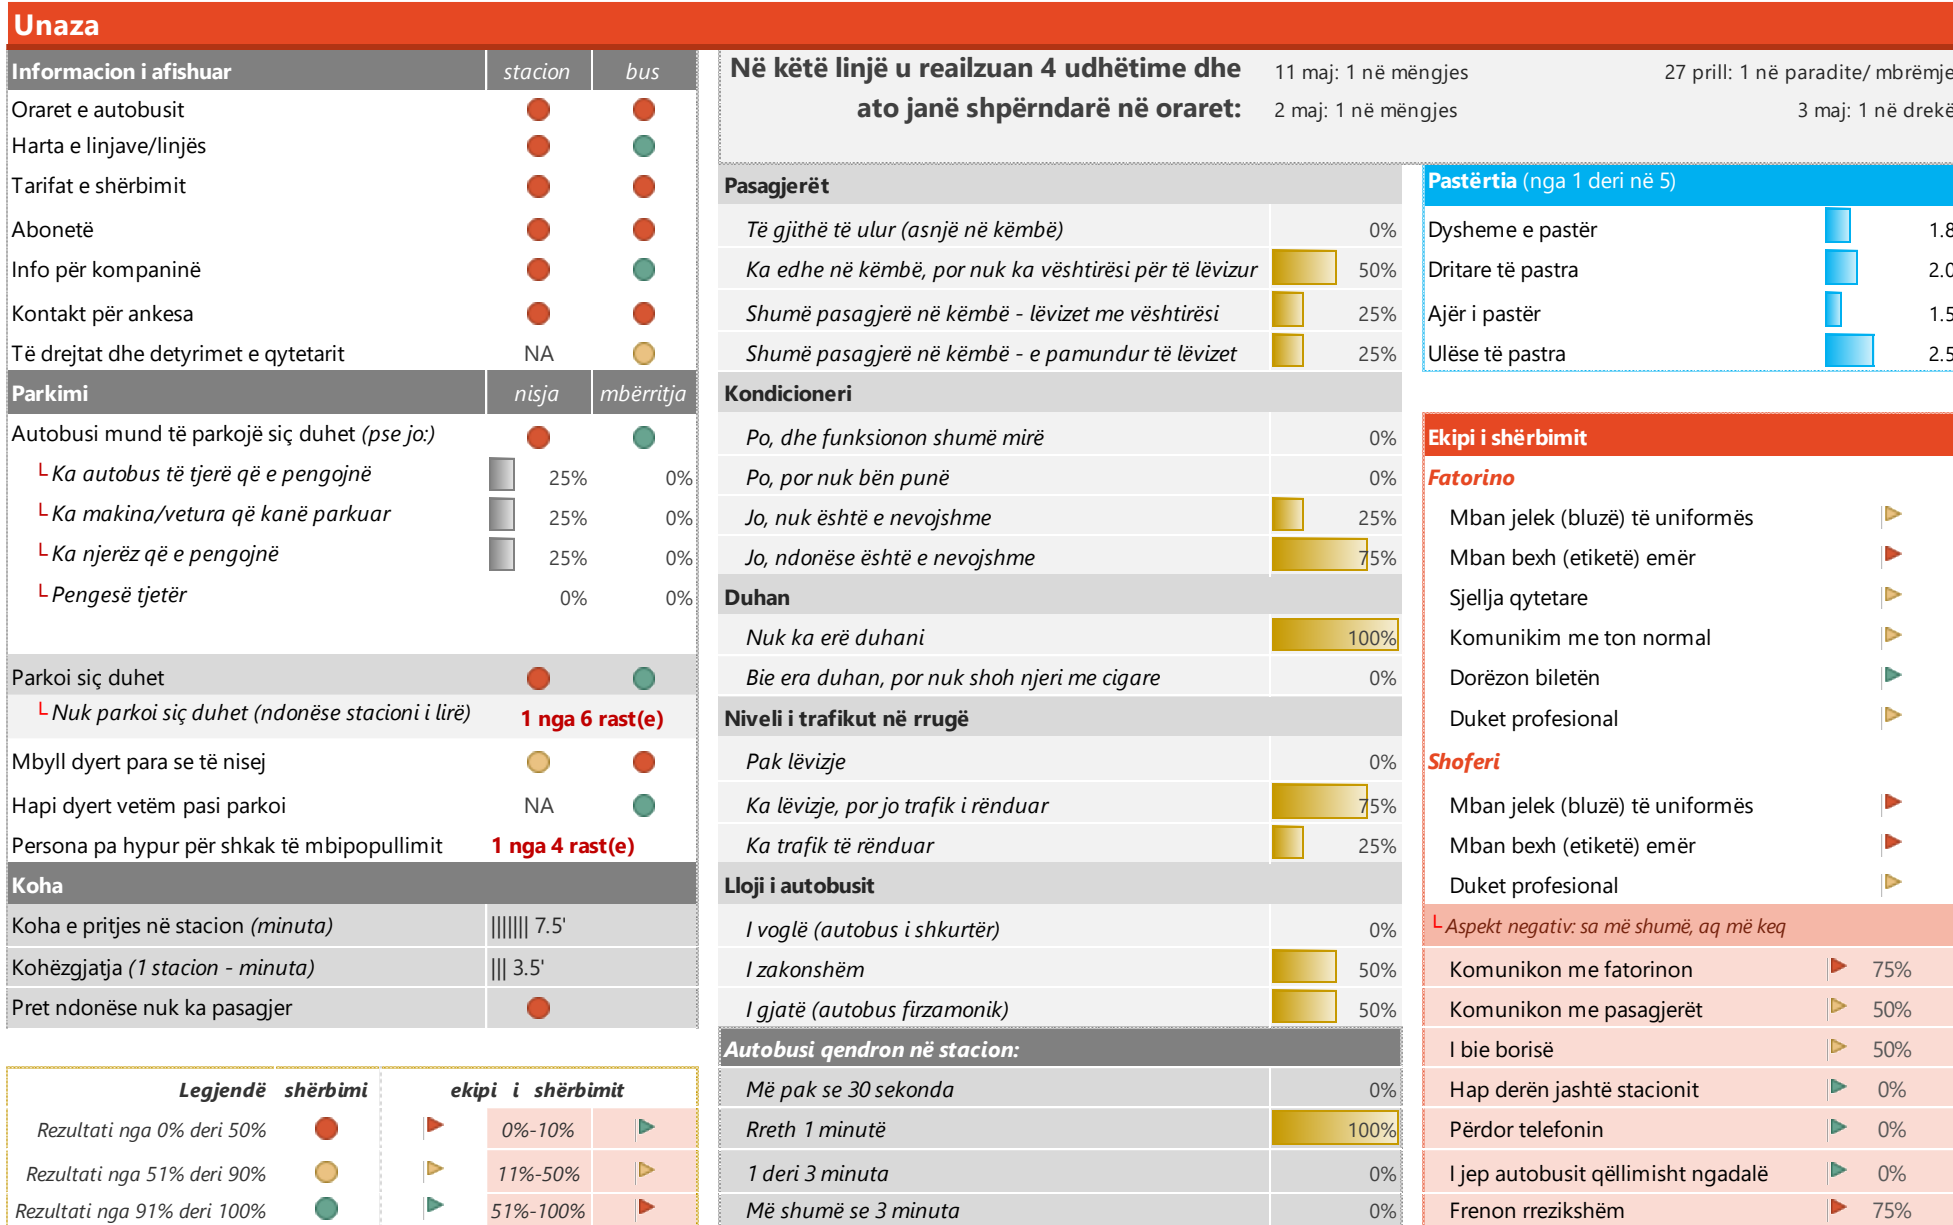 Unaza
Informacion i afishuar stacion bus
Oraret e autobusit
Harta e linjave/linjës
Tarifat e shërbimit
Abonetë
Info për kompaninë
Kontakt për ankesa
Të drejtat dhe detyrimet e qytetarit NA
Parkimi nisja mbërritja
Autobusi mund të parkojë siç duhet (pse jo:)
Ka autobus të tjerë që e pengojnë 25% 0%
Ka makina/vetura që kanë parkuar 25% 0%
Ka njerëz që e pengojnë 25% 0%
Pengesë tjetër 0% 0%
Parkoi siç duhet
Nuk parkoi siç duhet (ndonëse stacioni i lirë) 1 nga 6 rast(e)
Mbyll dyert para se të nisej
Hapi dyert vetëm pasi parkoi NA
Persona pa hypur për shkak të mbipopullimit 1 nga 4 rast(e)
Koha
Koha e pritjes në stacion (minuta) ||||||| 7.5'
Kohëzgjatja (1 stacion - minuta) ||| 3.5'
Pret ndonëse nuk ka pasagjer
Legjendë shërbimi ekipi i shërbimit
Rezultati nga 0% deri 50% 0%-10%
Rezultati nga 51% deri 90% 11%-50%
Rezultati nga 91% deri 100% 51%-100%
Në këtë linjë u reailzuan 4 udhëtime dhe
ato janë shpërndarë në oraret:
11 maj: 1 në mëngjes 27 prill: 1 në paradite/ mbrëmje
2 maj: 1 në mëngjes 3 maj: 1 në drekë
Pasagjerët
Të gjithë të ulur (asnjë në këmbë) 0%
Ka edhe në këmbë, por nuk ka vështirësi për të lëvizur 50%
Shumë pasagjerë në këmbë - lëvizet me vështirësi 25%
Shumë pasagjerë në këmbë - e pamundur të lëvizet 25%
Kondicioneri
Po, dhe funksionon shumë mirë 0%
Po, por nuk bën punë 0%
Jo, nuk është e nevojshme 25%
Jo, ndonëse është e nevojshme 75%
Duhan
Nuk ka erë duhani 100%
Bie era duhan, por nuk shoh njeri me cigare 0%
Niveli i trafikut në rrugë
Pak lëvizje 0%
Ka lëvizje, por jo trafik i rënduar 75%
Ka trafik të rënduar 25%
Lloji i autobusit
I voglë (autobus i shkurtër) 0%
I zakonshëm 50%
I gjatë (autobus firzamonik) 50%
Autobusi qendron në stacion:
Më pak se 30 sekonda 0%
Rreth 1 minutë 100%
1 deri 3 minuta 0%
Më shumë se 3 minuta 0%
Pastërtia (nga 1 deri në 5)
Dysheme e pastër 1.8
Dritare të pastra 2.0
Ajër i pastër 1.5
Ulëse të pastra 2.5
Ekipi i shërbimit
Fatorino
Mban jelek (bluzë) të uniformës
Mban bexh (etiketë) emër
Sjellja qytetare
Komunikim me ton normal
Dorëzon biletën
Duket profesional
Shoferi
Mban jelek (bluzë) të uniformës
Mban bexh (etiketë) emër
Duket profesional
Aspekt negativ: sa më shumë, aq më keq
Komunikon me fatorinon 75%
Komunikon me pasagjerët 50%
I bie borisë 50%
Hap derën jashtë stacionit 0%
Përdor telefonin 0%
I jep autobusit qëllimisht ngadalë 0%
Frenon rrezikshëm 75%